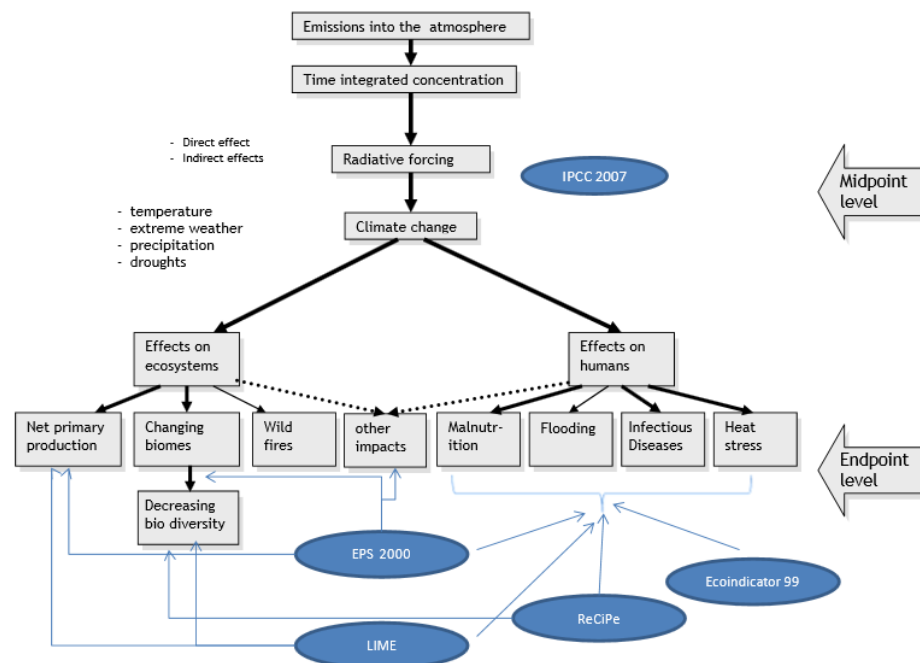 Emissions into the atmosphere
Time integrated concentration
- Direct effect
- Indirect effects
Radiative forcing
IPCC 2007
Midpoint
level
- temperature
- extreme weather
- precipitation
- droughts
Climate change
Effects on
ecosystems
Effects on
humans
Net primary
production
Changing
biomes
Wild
fires
other
impacts
Malnutr-
ition
Flooding
Infectious
Diseases
Heat
stress
Endpoint
level
Decreasing
bio diversity
EPS 2000
Ecoindicator 99
ReCiPe
LIME